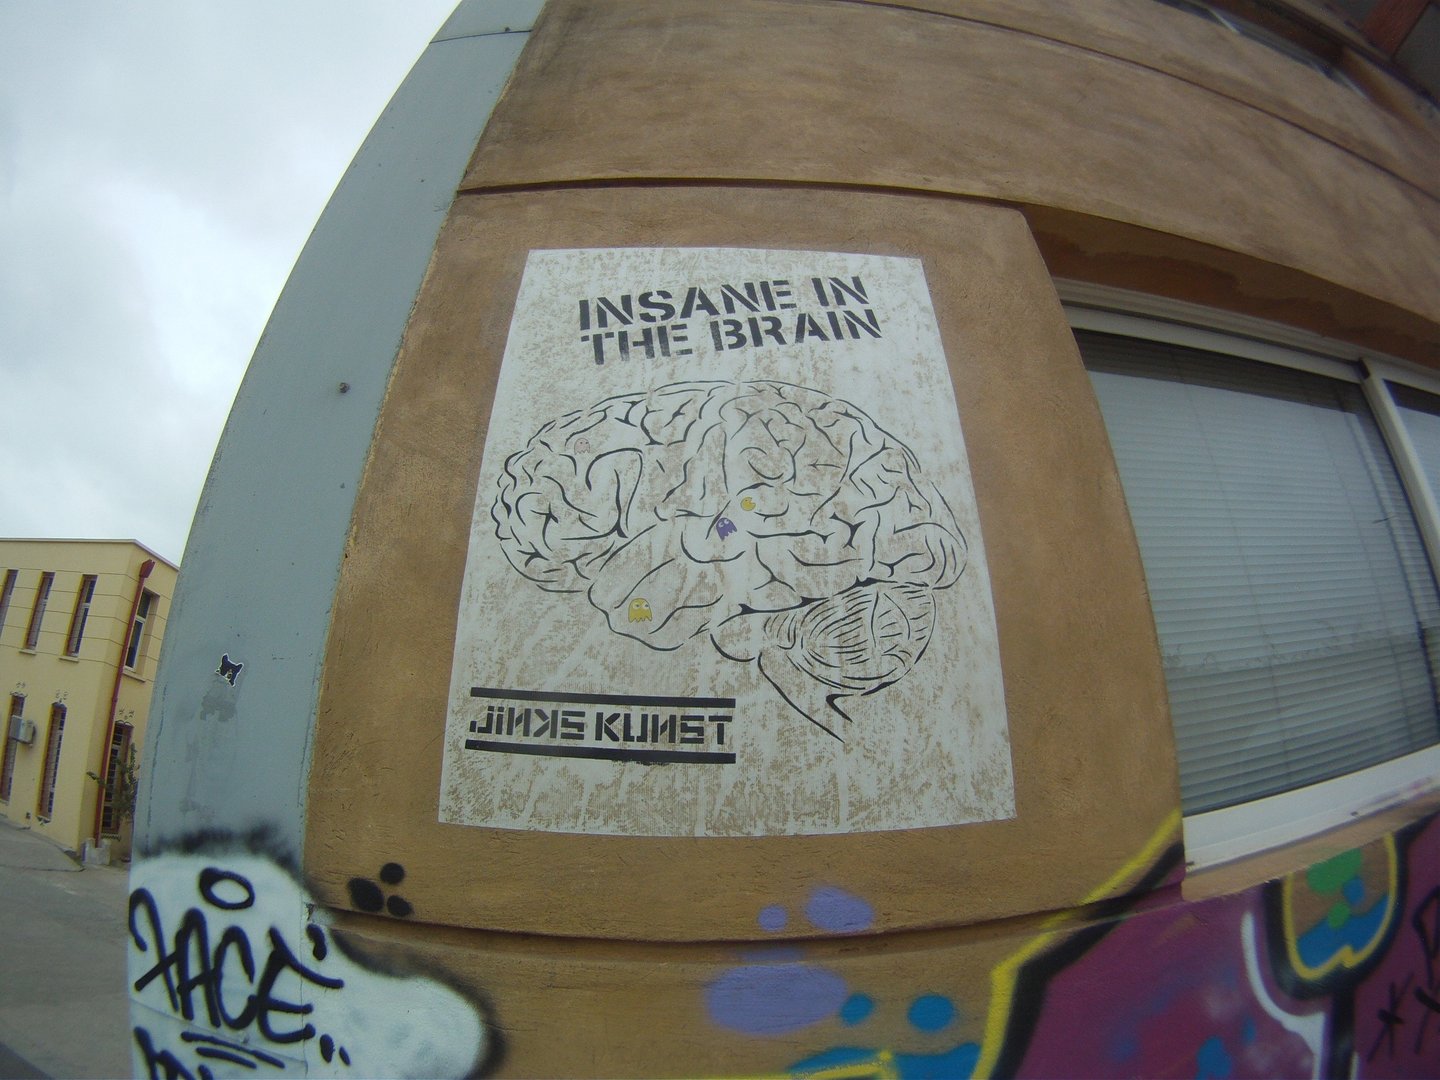 INSANE IN
THE BRAIN
JiNKS KUNST
FACE